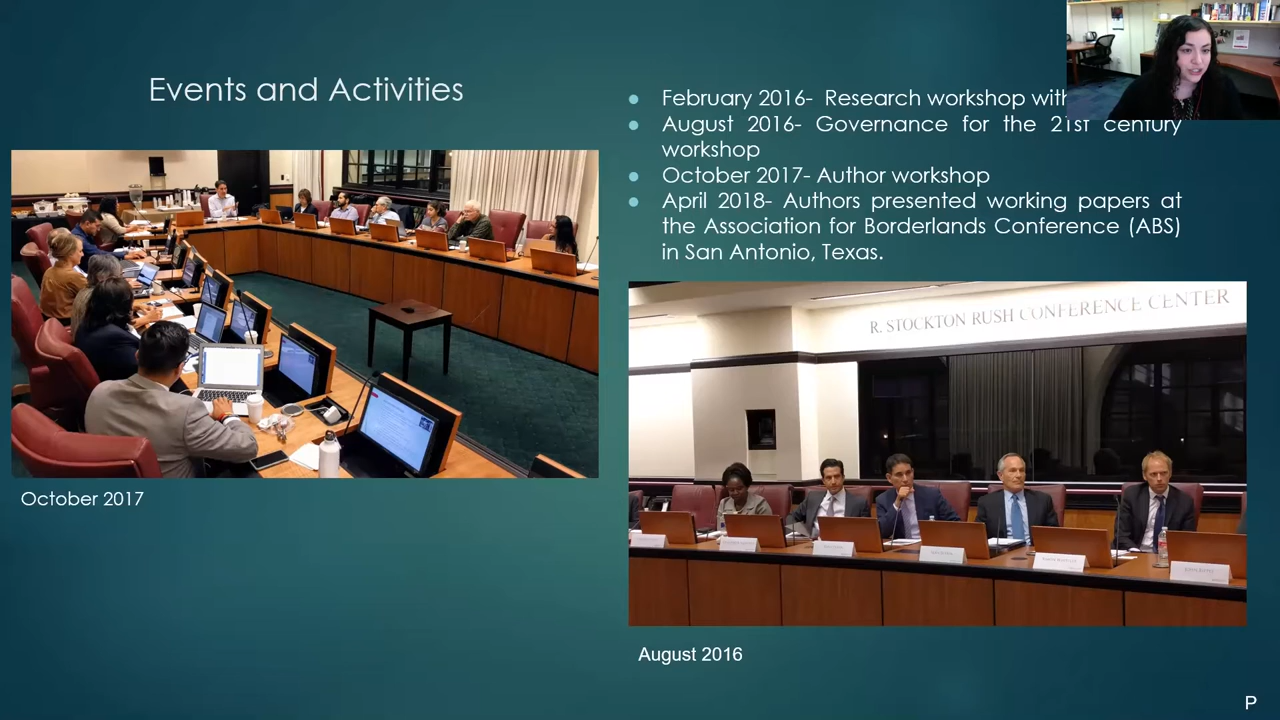 Events and Activities
● February 2016- Research workshop with
● August 2016- Governance for the 21st century
workshop
● October 2017- Author workshop
● April 2018- Authors presented working papers at
the Association for Borderlands Conference (ABS)
in San Antonio, Texas.
R. STOCKTON RUSH CONFERENCE CENTER
October 2017
August 2016
P